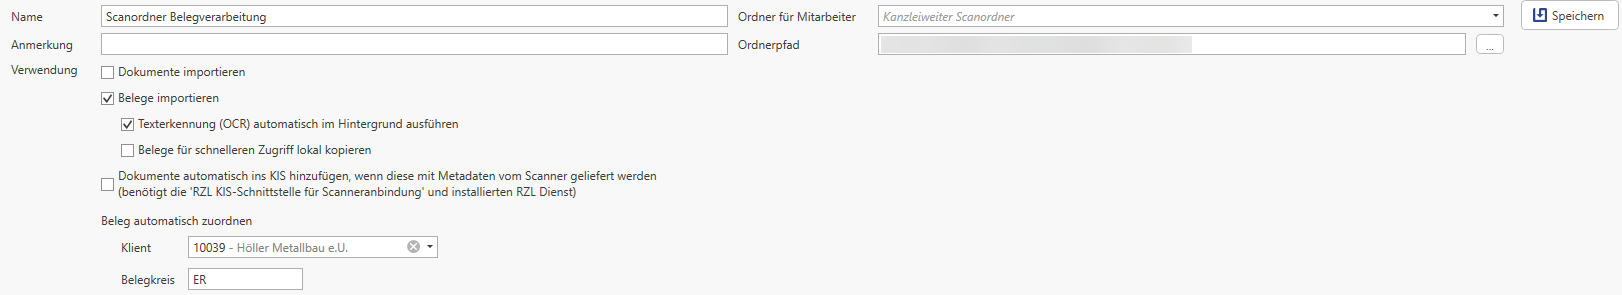 Name Scanordner Belegverarbeitung Ordner für Mitarbeiter Kanzleiweiter Scanordner Speichern
Anmerkung Ordnerpfad ...
Verwendung Dokumente importieren
Belege importieren
Texterkennung (OCR) automatisch im Hintergrund ausführen
Belege für schnelleren Zugriff lokal kopieren
Dokumente automatisch ins KIS hinzufügen, wenn diese mit Metadaten vom Scanner geliefert werden
(benötigt die 'RZL KIS-Schnittstelle für Scanneranbindung' und installierten RZL Dienst)
Beleg automatisch zuordnen
Klient 10039 - Höller Metallbau e.U.
Belegkreis ER